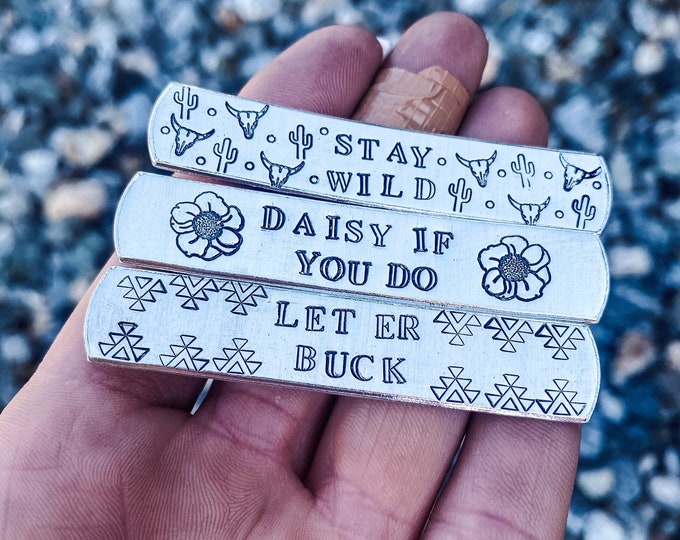 STAY
WILD
DAISY IF
YOU DO
LET ER
BUCK